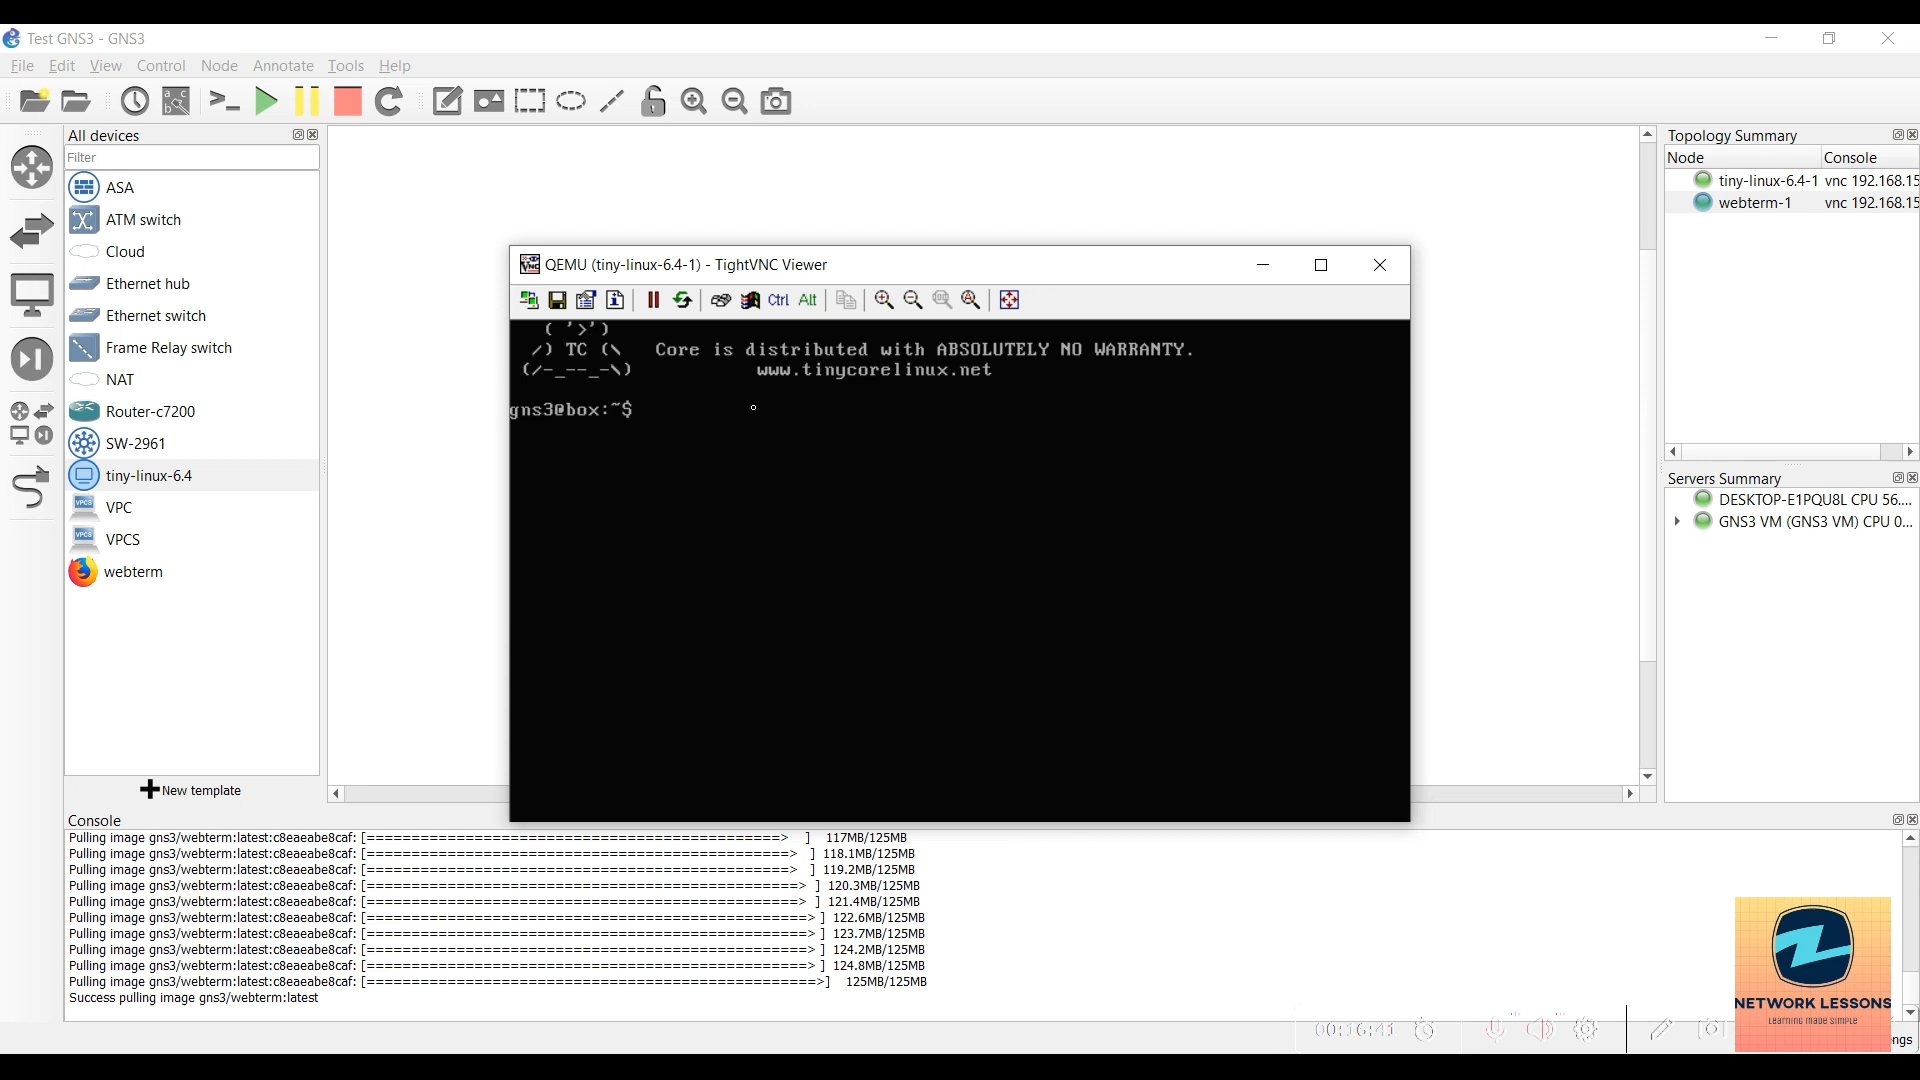 Test GNS3 - GNS3
File Edit View Control Node Annotate Tools Help
All devices
Filter
ASA
ATM switch
Cloud
Ethernet hub
Ethernet switch
Frame Relay switch
NAT
Router-c7200
SW-2961
tiny-linux-6.4
VPC
VPCS
webterm
New template
QEMU (tiny-linux-6.4-1) - TightVNC Viewer
Ctrl Alt
( '>')
/) TC (\ Core is distributed with ABSOLUTELY NO WARRANTY.
(/-_--_-\) www.tinycorelinux.net
gns3@box:~$
Topology Summary
Node Console
tiny-linux-6.4-1 vnc 192.168.15
webterm-1 vnc 192.168.15
Servers Summary
DESKTOP-E1PQU8L CPU 56....
GNS3 VM (GNS3 VM) CPU 0...
Console
Pulling image gns3/webterm:latest:c8eaeabe8caf: [==================================================> ] 117MB/125MB
Pulling image gns3/webterm:latest:c8eaeabe8caf: [==================================================> ] 118.1MB/125MB
Pulling image gns3/webterm:latest:c8eaeabe8caf: [==================================================> ] 119.2MB/125MB
Pulling image gns3/webterm:latest:c8eaeabe8caf: [==================================================> ] 120.3MB/125MB
Pulling image gns3/webterm:latest:c8eaeabe8caf: [==================================================> ] 121.4MB/125MB
Pulling image gns3/webterm:latest:c8eaeabe8caf: [==================================================> ] 122.6MB/125MB
Pulling image gns3/webterm:latest:c8eaeabe8caf: [==================================================> ] 123.7MB/125MB
Pulling image gns3/webterm:latest:c8eaeabe8caf: [==================================================> ] 124.2MB/125MB
Pulling image gns3/webterm:latest:c8eaeabe8caf: [==================================================> ] 124.8MB/125MB
Pulling image gns3/webterm:latest:c8eaeabe8caf: [==================================================>] 125MB/125MB
Success pulling image gns3/webterm:latest
00:16:41
NETWORK LESSONS
Learning made simple
ngs